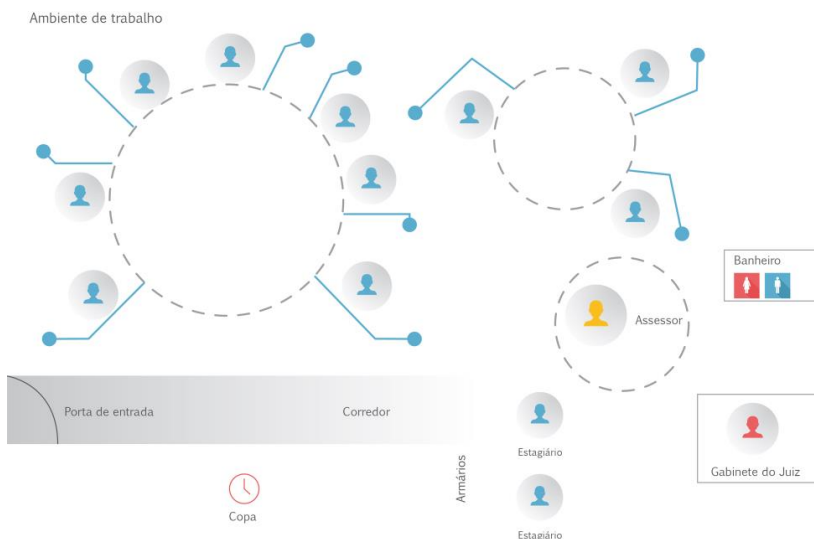 Ambiente de trabalho
Banheiro
Assessor
Porta de entrada
Corredor
Estagiário
Gabinete do Juiz
Armários
Copa
Estagiário